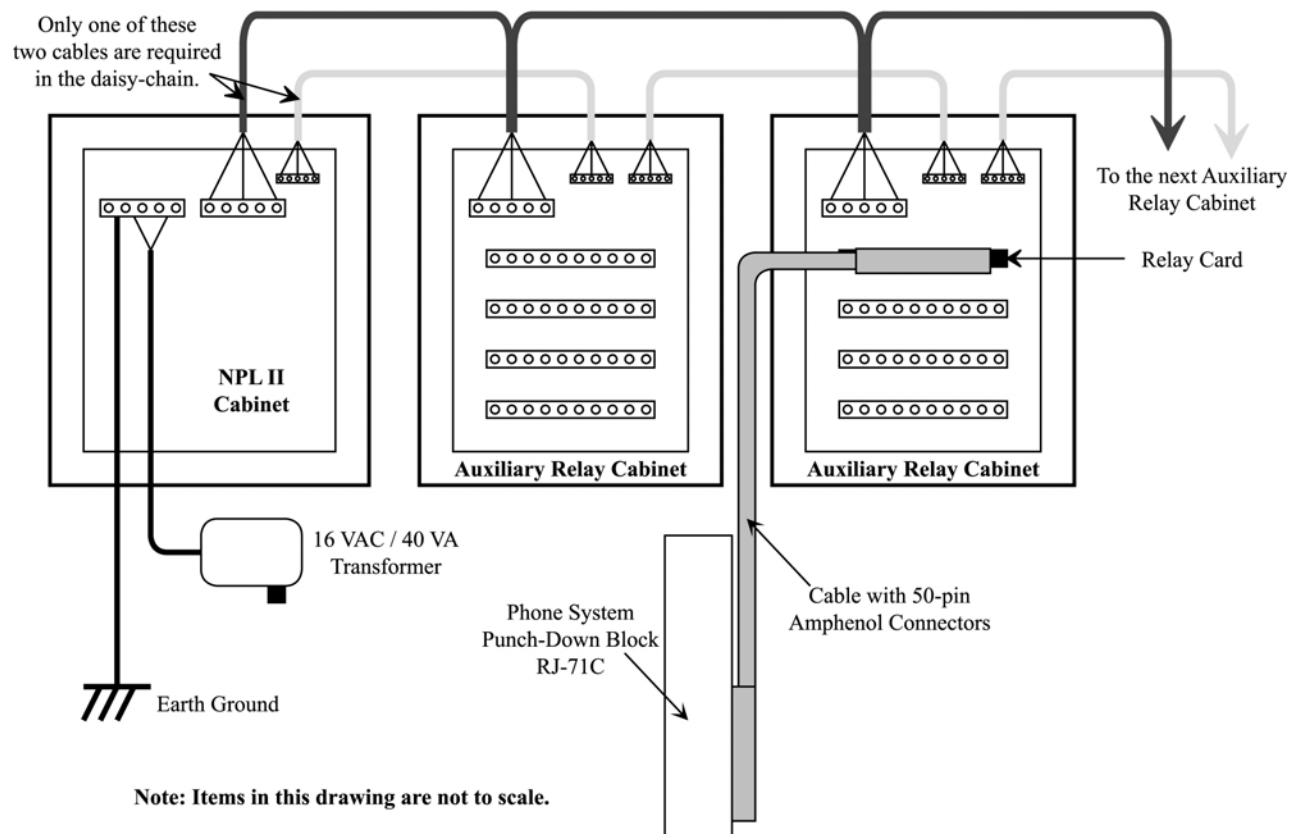 Only one of these
two cables are required
in the daisy-chain.
To the next Auxiliary
Relay Cabinet
Relay Card
NPL II
Cabinet
Auxiliary Relay Cabinet
Auxiliary Relay Cabinet
16 VAC / 40 VA
Transformer
Cable with 50-pin
Amphenol Connectors
Phone System
Punch-Down Block
RJ-71C
Earth Ground
Note: Items in this drawing are not to scale.